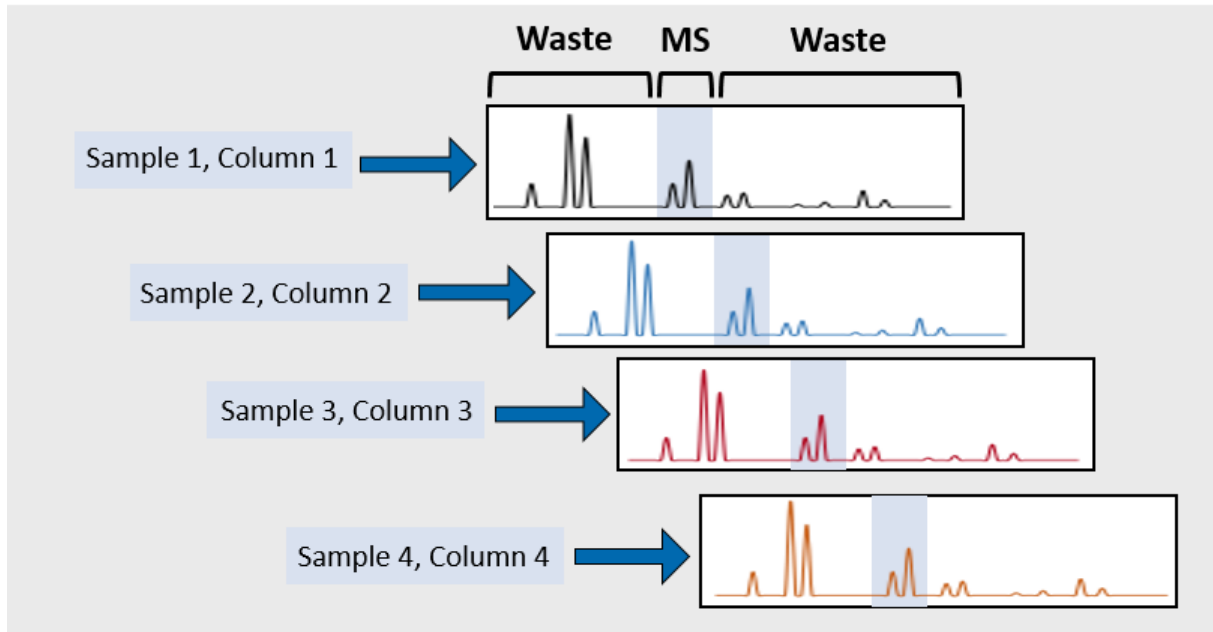 Waste MS Waste
Sample 1, Column 1
Sample 2, Column 2
Sample 3, Column 3
Sample 4, Column 4